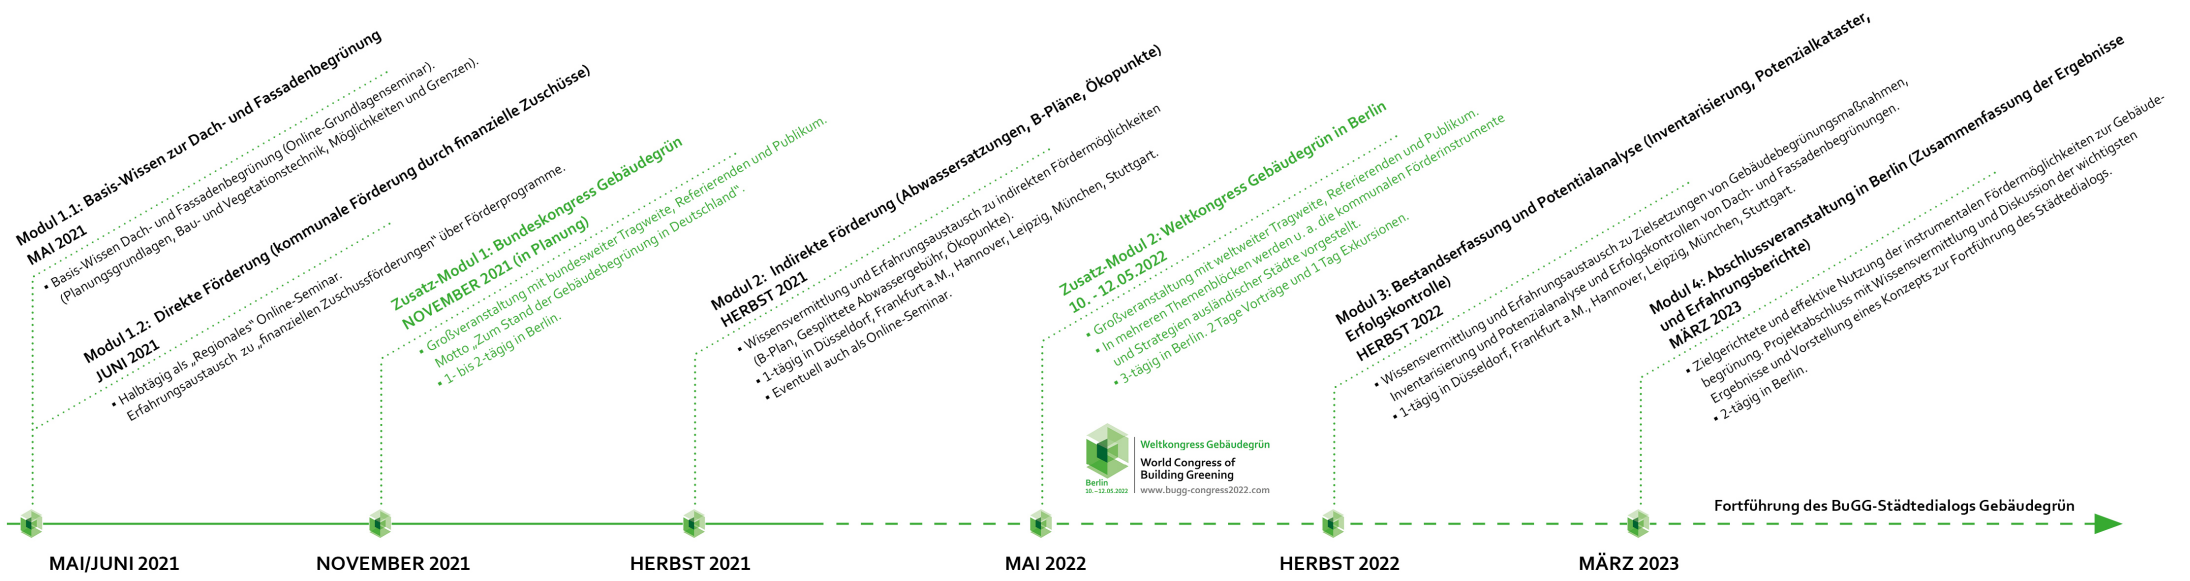 Modul 1.1: Basis-Wissen zur Dach- und Fassadenbegrünung
MAI 2021
▪ Basis-Wissen Dach- und Fassadenbegrünung (Online-Grundlagenseminar).
(Planungsgrundlagen, Bau- und Vegetationstechnik, Möglichkeiten und Grenzen).
Modul 1.2: Direkte Förderung (kommunale Förderung durch finanzielle Zuschüsse)
JUNI 2021
▪ Halbtägig als „Regionales" Online-Seminar.
Erfahrungsaustausch zu „finanziellen Zuschussförderungen" über Förderprogramme.
Zusatz-Modul 1: Bundeskongress Gebäudegrün
NOVEMBER 2021 (in Planung)
▪ Großveranstaltung mit bundesweiter Tragweite, Referierenden und Publikum.
Motto „Zum Stand der Gebäudebegrünung in Deutschland".
▪ 1- bis 2-tägig in Berlin.
Modul 2: Indirekte Förderung (Abwassersatzungen, B-Pläne, Ökopunkte)
HERBST 2021
▪ Wissensvermittlung und Erfahrungsaustausch zu indirekten Fördermöglichkeiten
(B-Plan, Gesplittete Abwassergebühr, Ökopunkte).
▪ 1-tägig in Düsseldorf, Frankfurt a.M., Hannover, Leipzig, München, Stuttgart.
▪ Eventuell auch als Online-Seminar.
Zusatz-Modul 2: Weltkongress Gebäudegrün in Berlin
10. - 12.05.2022
▪ Großveranstaltung mit weltweiter Tragweite, Referierenden und Publikum.
▪ In mehreren Themenblöcken werden u. a. die kommunalen Förderinstrumente
und Strategien ausländischer Städte vorgestellt.
▪ 3-tägig in Berlin. 2 Tage Vorträge und 1 Tag Exkursionen.
Modul 3: Bestandserfassung und Potentialanalyse (Inventarisierung, Potenzialkataster,
Erfolgskontrolle)
HERBST 2022
▪ Wissensvermittlung und Erfahrungsaustausch zu Zielsetzungen von Gebäudebegrünungsmaßnahmen,
Inventarisierung und Potenzialanalyse und Erfolgskontrollen von Dach- und Fassadenbegrünungen.
▪ 1-tägig in Düsseldorf, Frankfurt a.M., Hannover, Leipzig, München, Stuttgart.
Modul 4: Abschlussveranstaltung in Berlin (Zusammenfassung der Ergebnisse
und Erfahrungsberichte)
MÄRZ 2023
▪ Zielgerichtete und effektive Nutzung der instrumentalen Fördermöglichkeiten zur Gebäude-
begrünung. Projektabschluss mit Wissensvermittlung und Diskussion der wichtigsten
Ergebnisse und Vorstellung eines Konzepts zur Fortführung des Städtedialogs.
▪ 2-tägig in Berlin.
Weltkongress Gebäudegrün
World Congress of
Building Greening
www.bugg-congress2022.com
Berlin
10. – 12.05.2022
Fortführung des BuGG-Städtedialogs Gebäudegrün
MAI/JUNI 2021
NOVEMBER 2021
HERBST 2021
MAI 2022
HERBST 2022
MÄRZ 2023